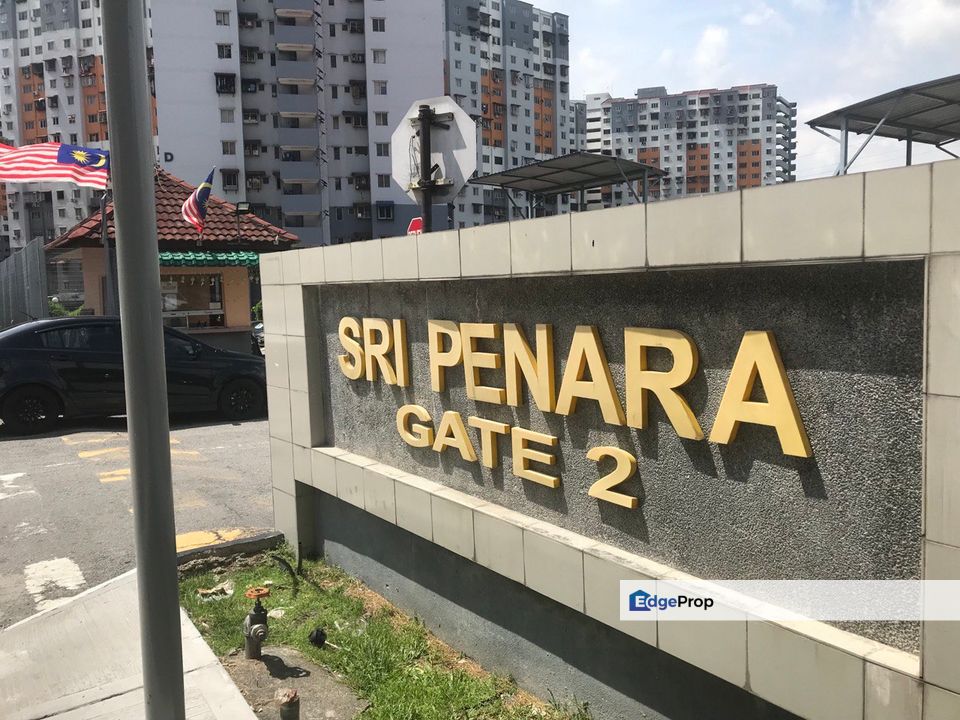 SRI PENARA
GATE 2
D
EdgeProp